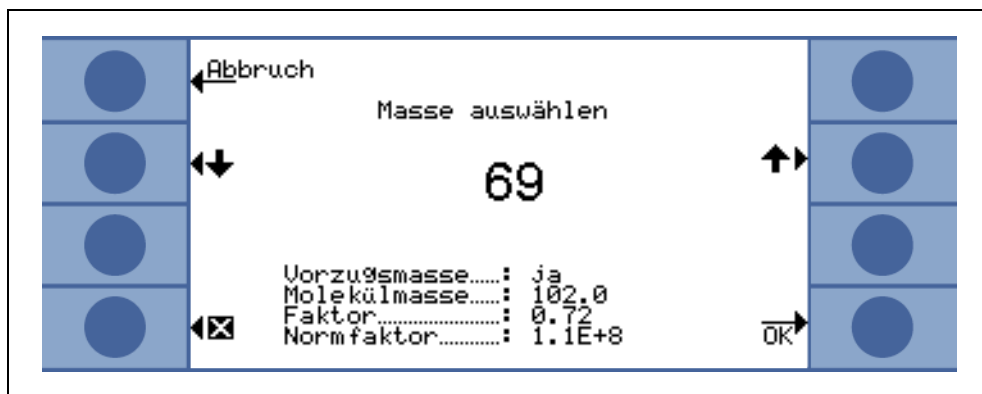 Abbruch
Masse auswählen
69
Vorzugsmasse.....: ja
Molekülmasse.....: 102.0
Faktor....................: 0.72
Normfaktor..........: 1.1E+8
OK